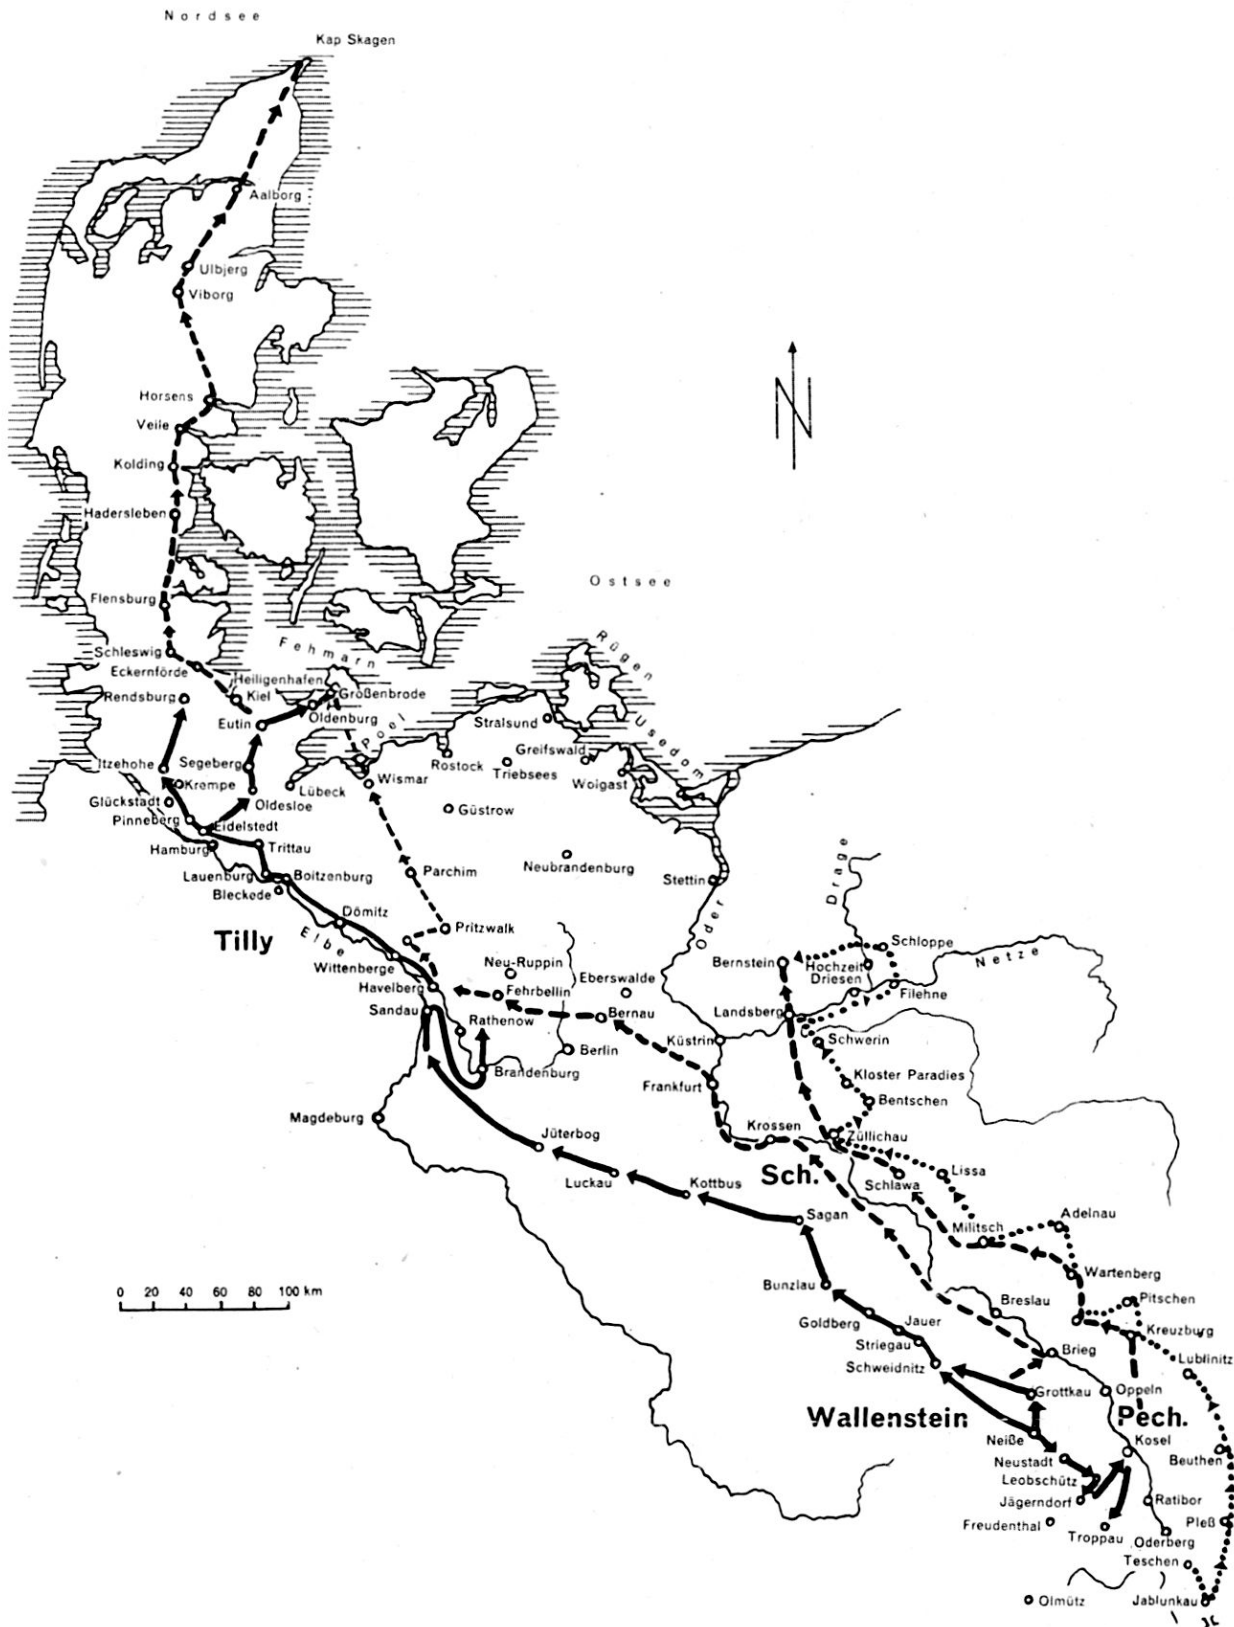 Nordsee
Kap Skagen
Aalborg
Ulbjerg
Viborg
N
Horsens
Veile
Kolding
Hadersleben
Ostsee
Flensburg
Rügen
Schleswig
Fehmarn
Eckernförde
Heiligenhafen
Rendsburg
Kiel
Großenbrode
Oldenburg
Eutin
Poel
Stralsund
Usedom
Greifswald
Itzehohe
Segeberg
Rostock
Triebsees
Wolgast
Krempe
Wismar
Glückstadt
Oldesloe
Lübeck
Güstrow
Pinneberg
Eidelstedt
Hamburg
Trittau
Neubrandenburg
Lauenburg
Boitzenburg
Parchim
Stettin
Drage
Bleckede
Oder
Dömitz
Tilly
Elbe
Pritzwalk
Schloppe
Wittenberge
Neu-Ruppin
Bernstein
Hochzeit
Netze
Havelberg
Eberswalde
Driesen
Fehrbellin
Filehne
Sandau
Rathenow
Bernau
Landsberg
Küstrin
Schwerin
Berlin
Brandenburg
Frankfurt
Kloster Paradies
Bentschen
Magdeburg
Krossen
Züllichau
Jüterbog
Sch.
Lissa
Luckau
Kottbus
Schlawa
Sagan
Militsch
Adelnau
Wartenberg
0 20 40 60 80 100 km
Bunzlau
Breslau
Pitschen
Goldberg
Jauer
Kreuzburg
Striegau
Brieg
Lublinitz
Schweidnitz
Grottkau
Oppeln
Wallenstein
Pech.
Neiße
Kosel
Neustadt
Beuthen
Leobschütz
Jägerndorf
Ratibor
Freudenthal
Pleß
Troppau
Oderberg
Teschen
Olmütz
Jablunkau